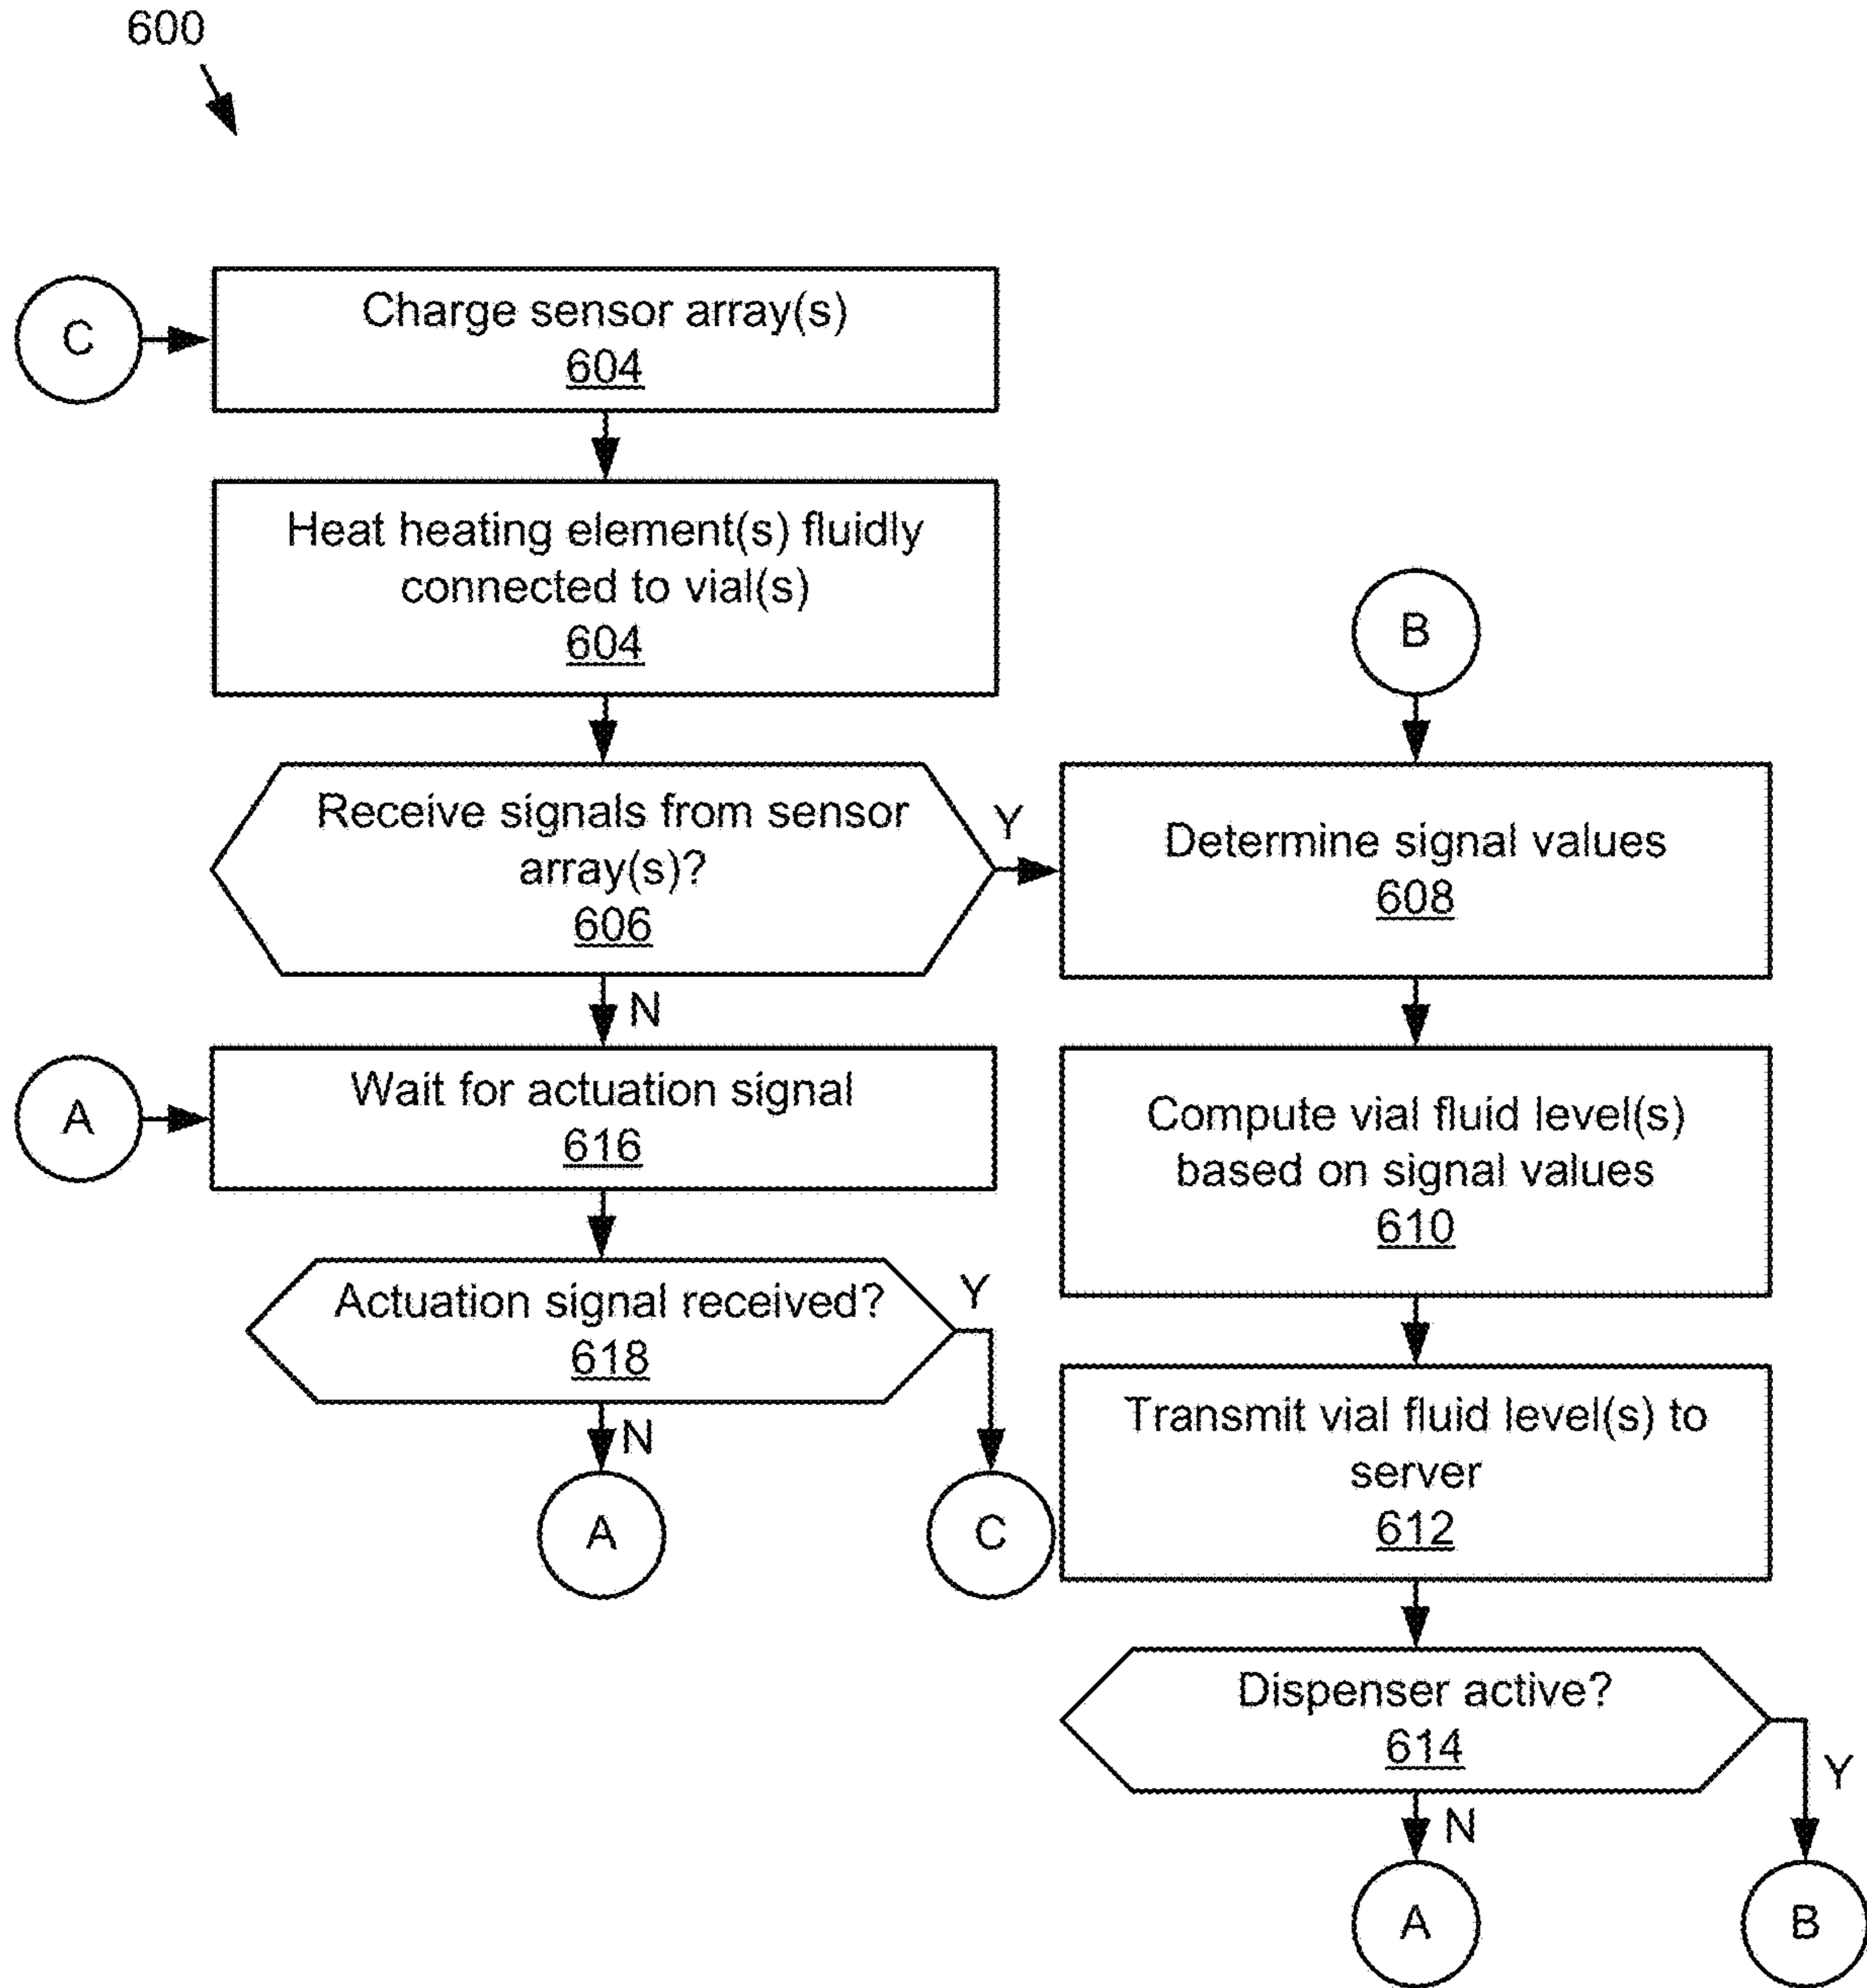 600
C
Charge sensor array(s)
604
Heat heating element(s) fluidly
connected to vial(s)
604
Receive signals from sensor
array(s)?
606
Y
N
A
Wait for actuation signal
616
Actuation signal received?
618
Y
N
A
C
B
Determine signal values
608
Compute vial fluid level(s)
based on signal values
610
Transmit vial fluid level(s) to
server
612
Dispenser active?
614
Y
N
A
B